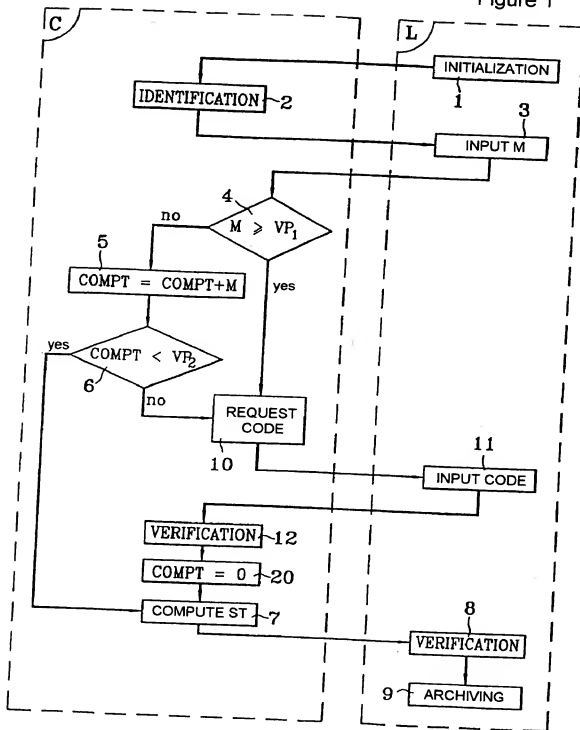 Figure 1
C
L
INITIALIZATION
1
IDENTIFICATION
2
3
INPUT M
4
M ⩾ VP1
no
yes
5
COMPT = COMPT+M
COMPT < VP2
yes
6
no
REQUEST
CODE
10
11
INPUT CODE
VERIFICATION
12
COMPT = 0
20
COMPUTE ST
7
8
VERIFICATION
9
ARCHIVING